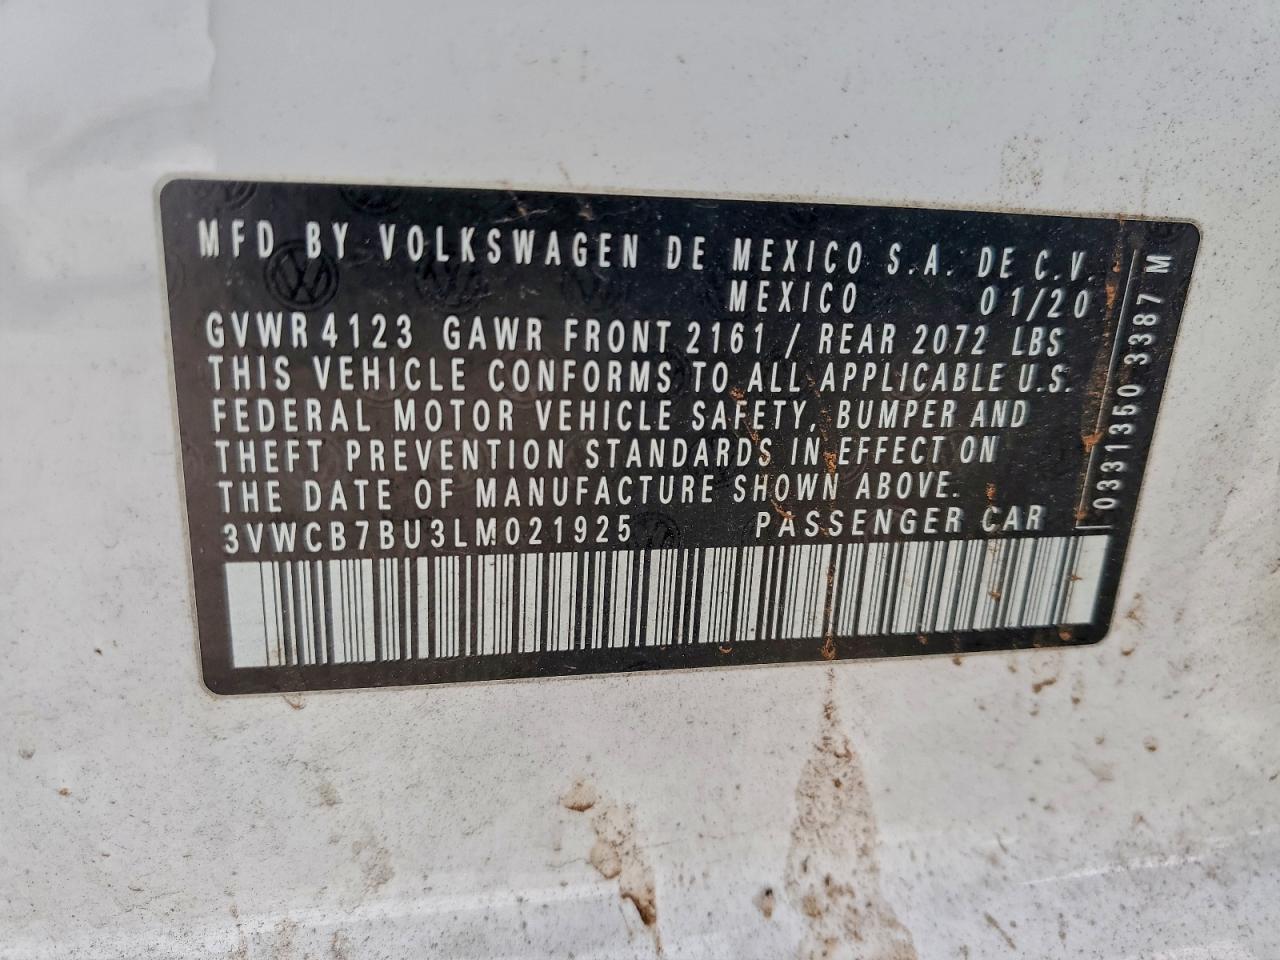 MFD BY VOLKSWAGEN DE MEXICO S.A. DE C.V.
MEXICO 01/20
GVWR 4123 GAWR FRONT 2161 / REAR 2072 LBS
THIS VEHICLE CONFORMS TO ALL APPLICABLE U.S.
FEDERAL MOTOR VEHICLE SAFETY, BUMPER AND
THEFT PREVENTION STANDARDS IN EFFECT ON
THE DATE OF MANUFACTURE SHOWN ABOVE.
3VWCB7BU3LM021925 PASSENGER CAR
0331350 3387 M